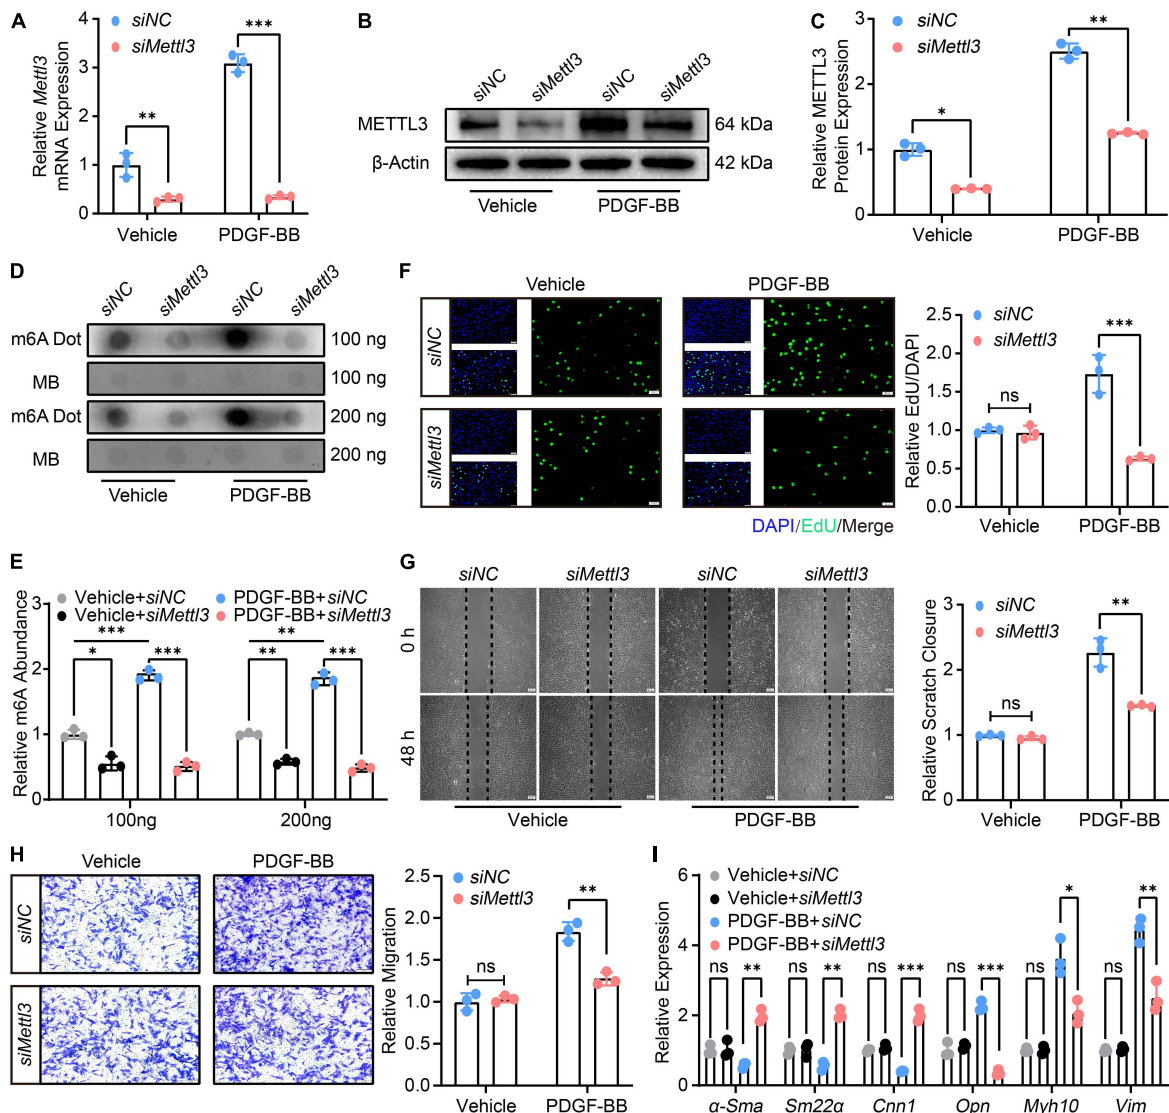 A
siNC
siMettl3
Relative Mettl3
mRNA Expression
4
3
2
1
0
**
***
Vehicle
PDGF-BB
B
siNC
siMettl3
siNC
siMettl3
METTL3
64 kDa
β-Actin
42 kDa
Vehicle
PDGF-BB
C
siNC
siMettl3
Relative METTL3
Protein Expression
3
2
1
0
*
**
Vehicle
PDGF-BB
D
siNC
siMettl3
siNC
siMettl3
m6A Dot
100 ng
MB
100 ng
m6A Dot
200 ng
MB
200 ng
Vehicle
PDGF-BB
F
Vehicle
PDGF-BB
siNC
siMettl3
DAPI/EdU/Merge
siNC
siMettl3
Relative EdU/DAPI
2.5
2.0
1.5
1.0
0.5
0.0
ns
***
Vehicle
PDGF-BB
E
Vehicle+siNC
PDGF-BB+siNC
Vehicle+siMettl3
PDGF-BB+siMettl3
Relative m6A Abundance
3
2
1
0
***
*
***
**
**
***
100ng
200ng
G
siNC
siMettl3
siNC
siMettl3
0 h
48 h
Vehicle
PDGF-BB
siNC
siMettl3
Relative Scratch Closure
3
2
1
0
ns
**
Vehicle
PDGF-BB
H
Vehicle
PDGF-BB
siNC
siMettl3
siNC
siMettl3
Relative Migration
2.5
2.0
1.5
1.0
0.5
0.0
ns
**
Vehicle
PDGF-BB
I
Vehicle+siNC
Vehicle+siMettl3
PDGF-BB+siNC
PDGF-BB+siMettl3
Relative Expression
6
4
2
0
ns
**
ns
**
ns
***
ns
***
ns
*
ns
**
α-Sma
Sm22α
Cnn1
Opn
Myh10
Vim